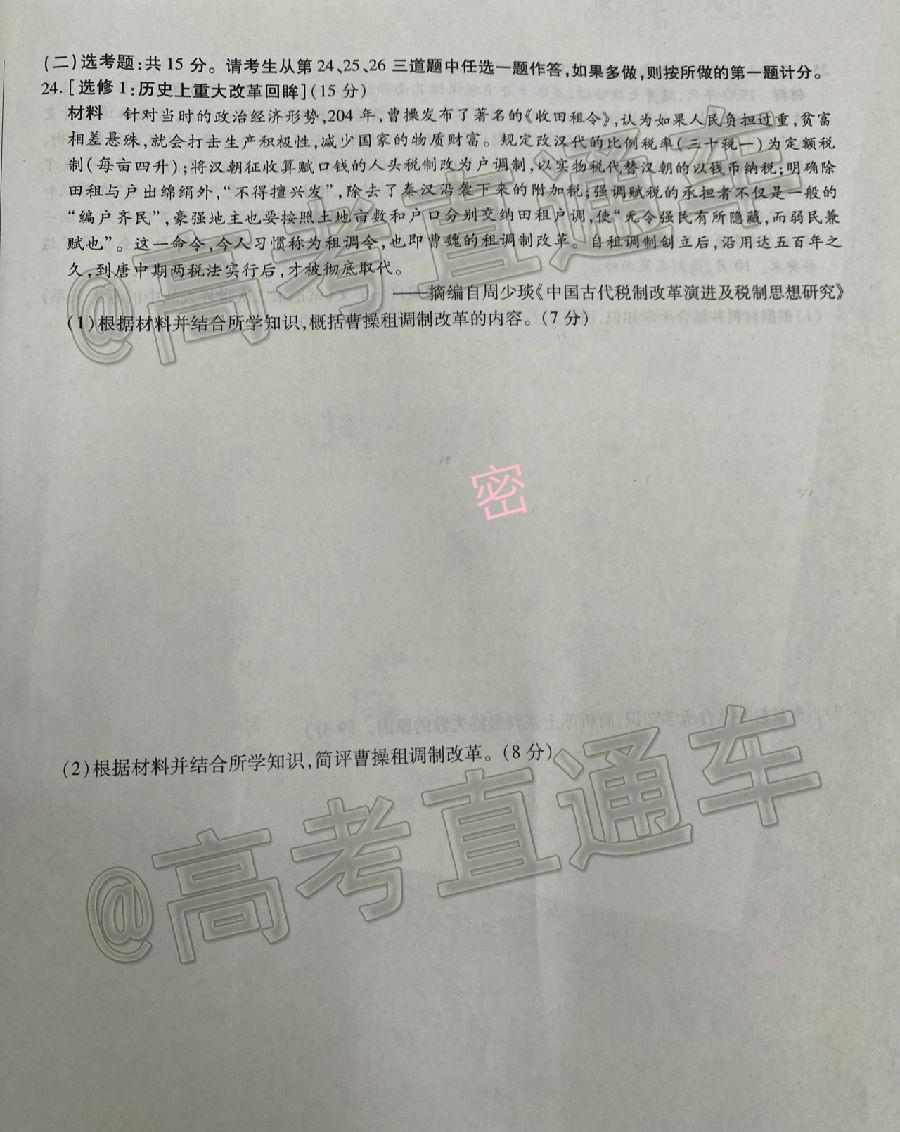 (二)选考题:共 15 分。请考生从第 24、25、26 三道题中任选一题作答,如果多做,则按所做的第一题计分。
24.[选修 1:历史上重大改革回眸](15 分)
材料 针对当时的政治经济形势,204 年,曹操发布了著名的《收田租令》,认为如果人民负担过重,贫富
相差悬殊,就会打击生产积极性,减少国家的物质财富。规定改汉代的比例税率(三十税一)为定额税
制(每亩四升);将汉朝征收算赋口钱的人头税制改为户调制,以实物税代替汉朝的以钱币纳税;明确除
田租与户出绵绢外,“不得擅兴发”,除去了秦汉沿袭下来的附加税;强调赋税的承担者不仅是一般的
“编户齐民”,豪强地主也要按照土地亩数和户口分别交纳田租户调,使“无令强民有所隐藏,而弱民兼
赋也”。这一命令,今人习惯称为租调令,也即曹魏的租调制改革。自租调制创立后,沿用达五百年之
久,到唐中期两税法实行后,才被彻底取代。
——摘编自周少琰《中国古代税制改革演进及税制思想研究》
(1)根据材料并结合所学知识,概括曹操租调制改革的内容。(7 分)
@高考直通车
密
(2)根据材料并结合所学知识,简评曹操租调制改革。(8 分)
@高考直通车